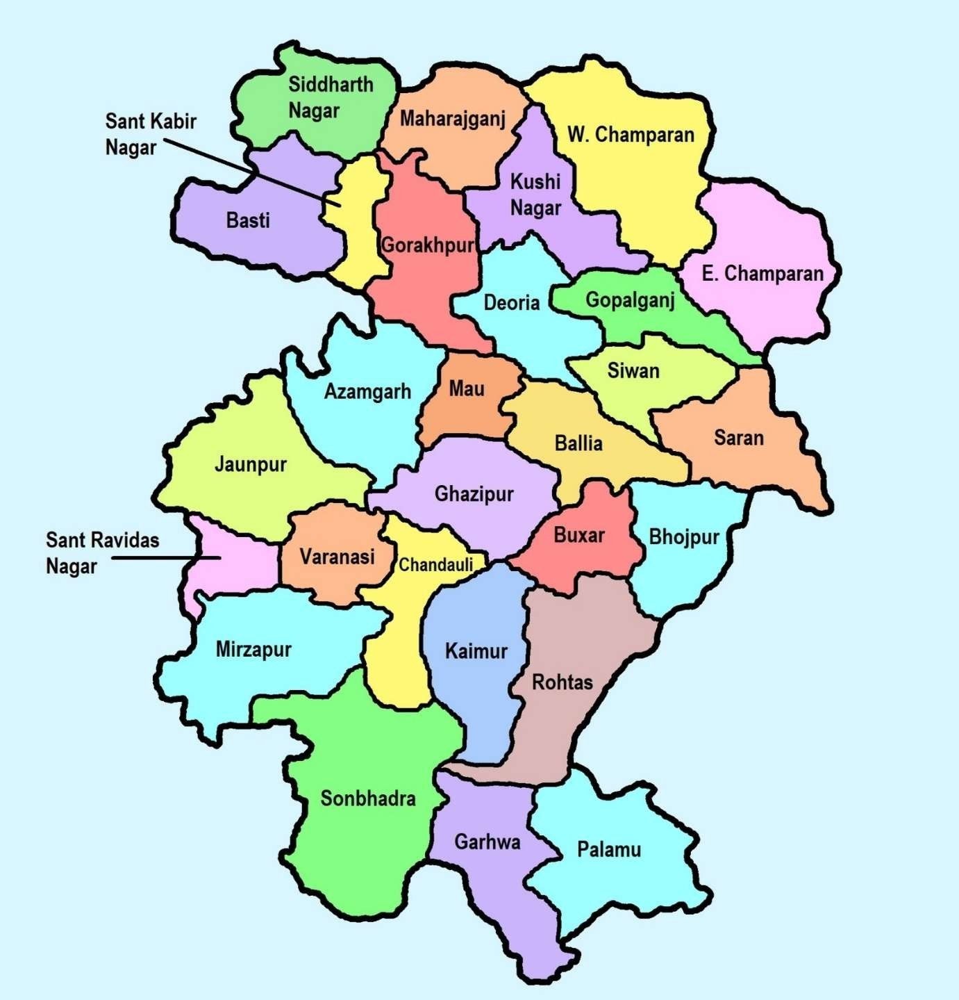 Siddharth
Nagar
Maharajganj
Sant Kabir
Nagar
W. Champaran
Kushi
Nagar
Basti
Gorakhpur
E. Champaran
Deoria
Gopalganj
Siwan
Azamgarh
Mau
Saran
Ballia
Jaunpur
Ghazipur
Sant Ravidas
Nagar
Varanasi
Chandauli
Buxar
Bhojpur
Mirzapur
Kaimur
Rohtas
Sonbhadra
Garhwa
Palamu